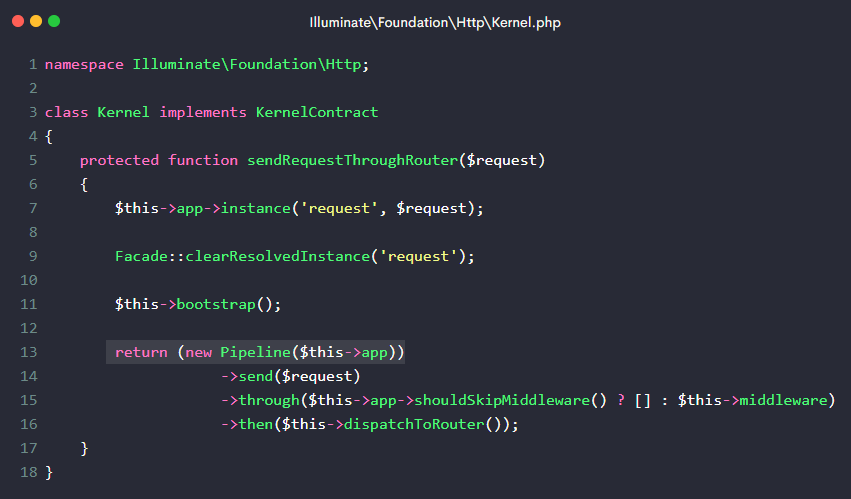 Illuminate\Foundation\Http\Kernel.php
1 namespace Illuminate\Foundation\Http;
2
3 class Kernel implements KernelContract
4 {
5     protected function sendRequestThroughRouter($request)
6     {
7         $this->app->instance('request', $request);
8
9         Facade::clearResolvedInstance('request');
10
11         $this->bootstrap();
12
13         return (new Pipeline($this->app))
14                     ->send($request)
15                     ->through($this->app->shouldSkipMiddleware() ? [] : $this->middleware)
16                     ->then($this->dispatchToRouter());
17     }
18 }